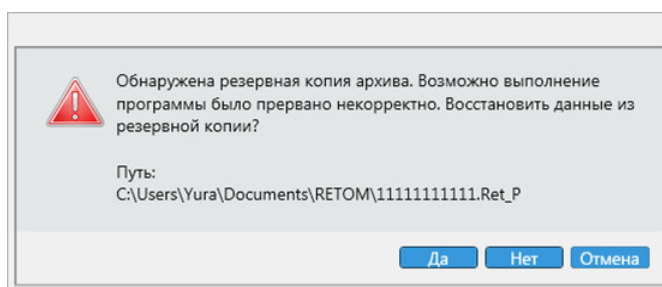 Обнаружена резервная копия архива. Возможно выполнение
программы было прервано некорректно. Восстановить данные из
резервной копии?
Путь:
C:\Users\Yura\Documents\RETOM\11111111111.Ret_P
Да Нет Отмена